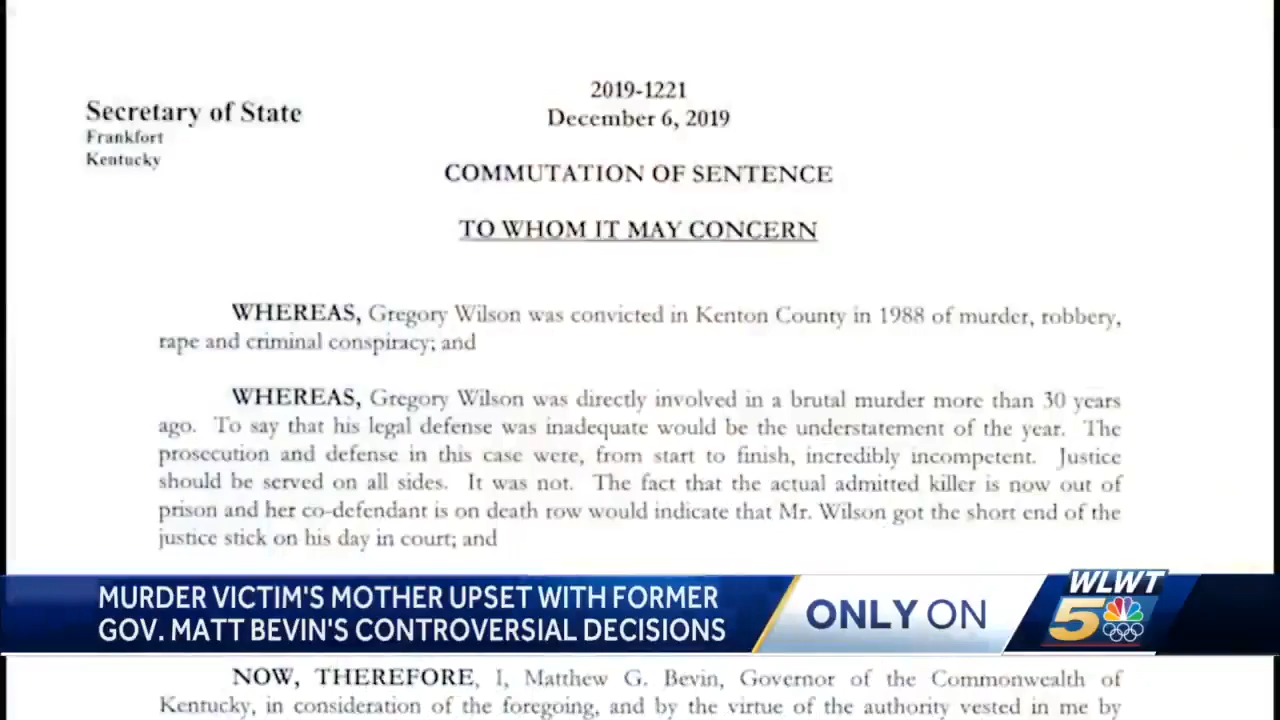 2019-1221
December 6, 2019
Secretary of State
Frankfort
Kentucky
COMMUTATION OF SENTENCE
TO WHOM IT MAY CONCERN
WHEREAS, Gregory Wilson was convicted in Kenton County in 1988 of murder, robbery,
rape and criminal conspiracy; and
WHEREAS, Gregory Wilson was directly involved in a brutal murder more than 30 years
ago. To say that his legal defense was inadequate would be the understatement of the year. The
prosecution and defense in this case were, from start to finish, incredibly incompetent. Justice
should be served on all sides. It was not. The fact that the actual admitted killer is now out of
prison and her co-defendant is on death row would indicate that Mr. Wilson got the short end of the
justice stick on his day in court; and
MURDER VICTIM'S MOTHER UPSET WITH FORMER
GOV. MATT BEVIN'S CONTROVERSIAL DECISIONS
ONLY ON
WLWT
5
NOW, THEREFORE, I, Matthew G. Bevin, Governor of the Commonwealth of
Kentucky, in consideration of the foregoing, and by the virtue of the authority vested in me by